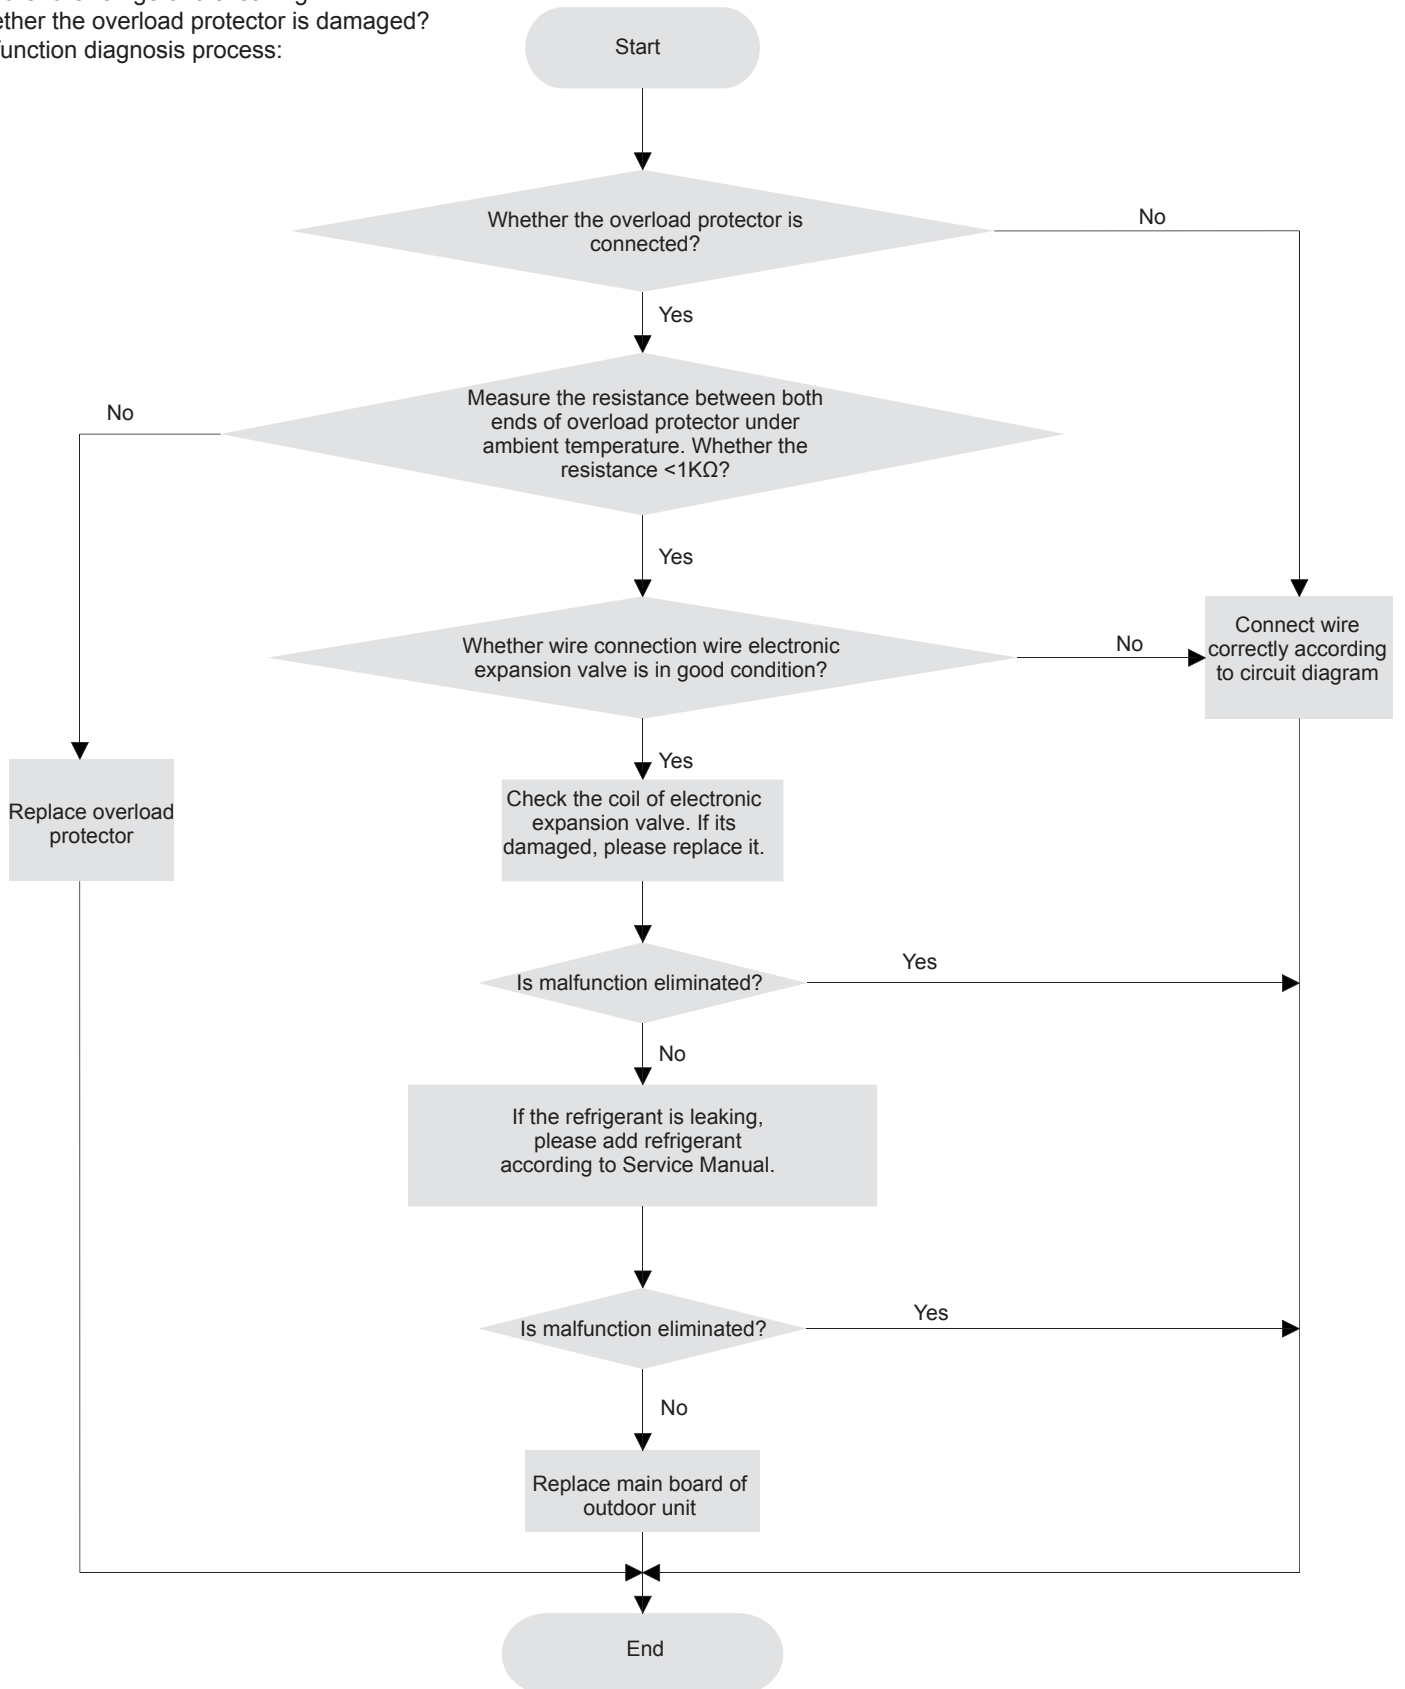 ether the overload protector is damaged?
function diagnosis process:
Start
Whether the overload protector is
connected?
No
Yes
Measure the resistance between both
ends of overload protector under
ambient temperature. Whether the
resistance <1KΩ?
No
Yes
Whether wire connection wire electronic
expansion valve is in good condition?
No
Connect wire
correctly according
to circuit diagram
Yes
Replace overload
protector
Check the coil of electronic
expansion valve. If its
damaged, please replace it.
Is malfunction eliminated?
Yes
No
If the refrigerant is leaking,
please add refrigerant
according to Service Manual.
Is malfunction eliminated?
Yes
No
Replace main board of
outdoor unit
End